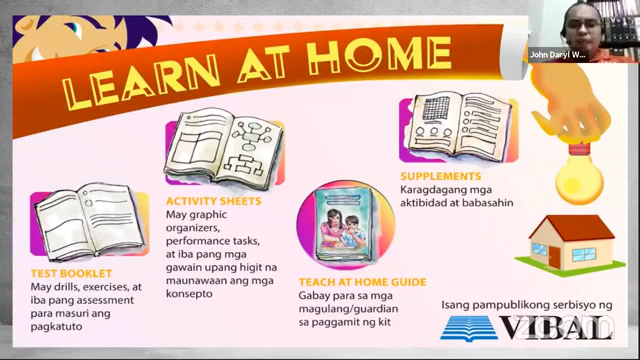 John Daryl W...
LEARN AT HOME
SUPPLEMENTS
Karagdagang mga
aktibidad at babasahin
ACTIVITY SHEETS
May graphic
organizers,
performance tasks,
at iba pang mga
gawain upang higit na
maunawaan ang mga
konsepto
TEST BOOKLET
May drills, exercises, at
iba pang assessment
para masuri ang
pagkatuto
TEACH AT HOME GUIDE
Gabay para sa mga
magulang/guardian
sa paggamit ng kit
Isang pampublikong serbisyo ng
VIBAL
zoom